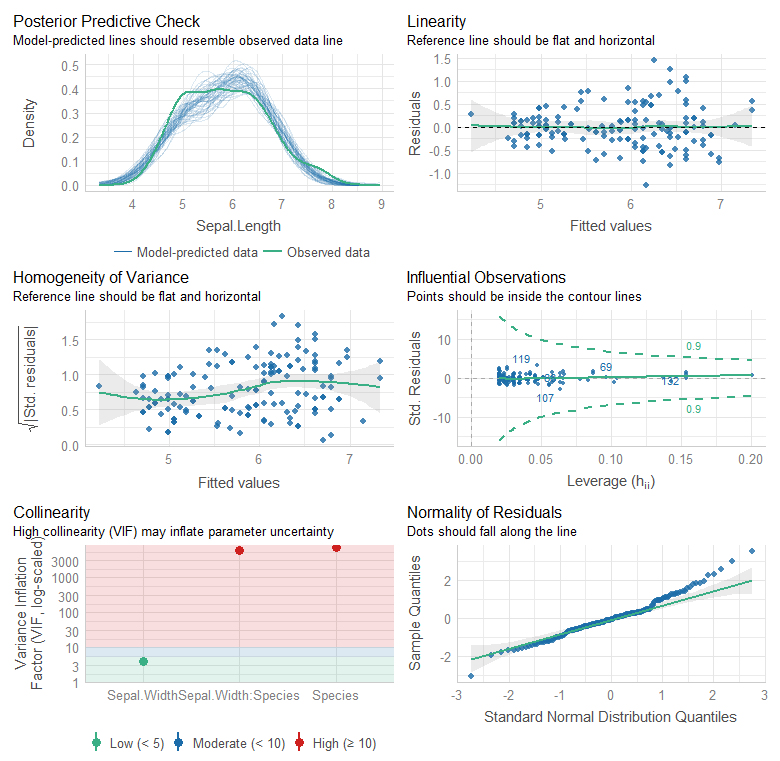 Posterior Predictive Check
Model-predicted lines should resemble observed data line
Density
0.5
0.4
0.3
0.2
0.1
0.0
4 5 6 7 8 9
Sepal.Length
Model-predicted data Observed data
Linearity
Reference line should be flat and horizontal
Residuals
1.5
1.0
0.5
0.0
-0.5
-1.0
5 6 7
Fitted values
Homogeneity of Variance
Reference line should be flat and horizontal
√|Std. residuals|
1.5
1.0
0.5
0.0
5 6 7
Fitted values
Influential Observations
Points should be inside the contour lines
Std. Residuals
10
0
-10
0.9
119
69
132
107
0.9
0.00 0.05 0.10 0.15 0.20
Leverage (hii)
Collinearity
High collinearity (VIF) may inflate parameter uncertainty
Variance Inflation
Factor (VIF, log-scaled)
3000
1000
300
100
30
10
3
1
Sepal.Width Sepal.Width:Species Species
Low (< 5) Moderate (< 10) High (≥ 10)
Normality of Residuals
Dots should fall along the line
Sample Quantiles
2
0
-2
-3 -2 -1 0 1 2 3
Standard Normal Distribution Quantiles